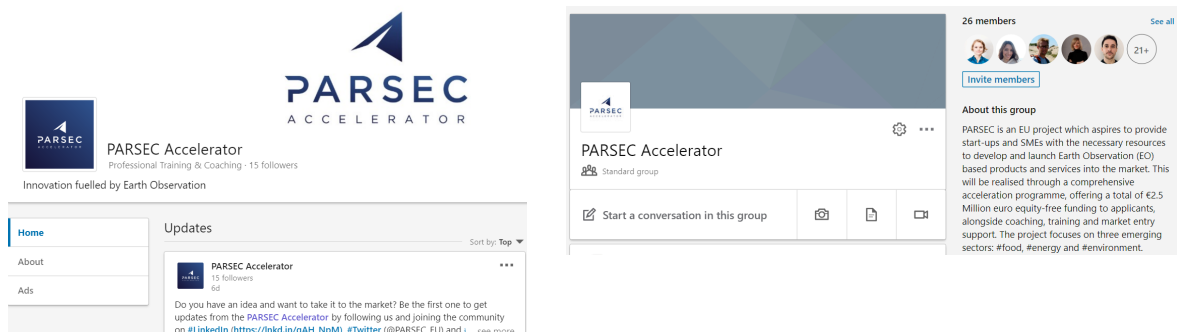 PARSEC
ACCELERATOR
PARSEC
ACCELERATOR
PARSEC Accelerator
Professional Training & Coaching · 15 followers
Innovation fuelled by Earth Observation
Home
About
Ads
Updates
Sort by: Top
PARSEC
PARSEC Accelerator
15 followers
6d
Do you have an idea and want to take it to the market? Be the first one to get
updates from the PARSEC Accelerator by following us and joining the community
on #LinkedIn (https://lnkd.in/gAH_NpM), #Twitter (@PARSEC_EU) and
... see more
PARSEC
ACCELERATOR
PARSEC Accelerator
Standard group
Start a conversation in this group
26 members
See all
21+
Invite members
About this group
PARSEC is an EU project which aspires to provide
start-ups and SMEs with the necessary resources
to develop and launch Earth Observation (EO)
based products and services into the market. This
will be realised through a comprehensive
acceleration programme, offering a total of €2.5
Million euro equity-free funding to applicants,
alongside coaching, training and market entry
support. The project focuses on three emerging
sectors: #food, #energy and #environment.